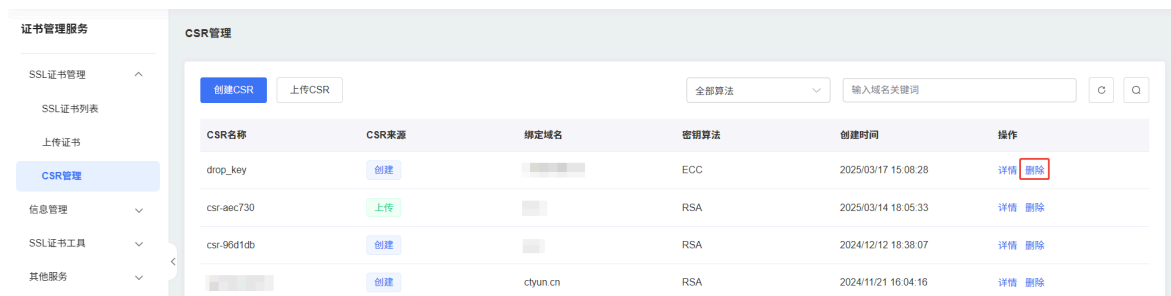 证书管理服务
SSL证书管理
SSL证书列表
上传证书
CSR管理
信息管理
SSL证书工具
其他服务
CSR管理
创建CSR 上传CSR 全部算法 输入域名关键词
CSR名称 CSR来源 绑定域名 密钥算法 创建时间 操作
drop_key 创建 ECC 2025/03/17 15:08:28 详情 删除
csr-aec730 上传 RSA 2025/03/14 18:05:33 详情 删除
csr-96d1db 创建 RSA 2024/12/12 18:38:07 详情 删除
创建 ctyun.cn RSA 2024/11/21 16:04:16 详情 删除